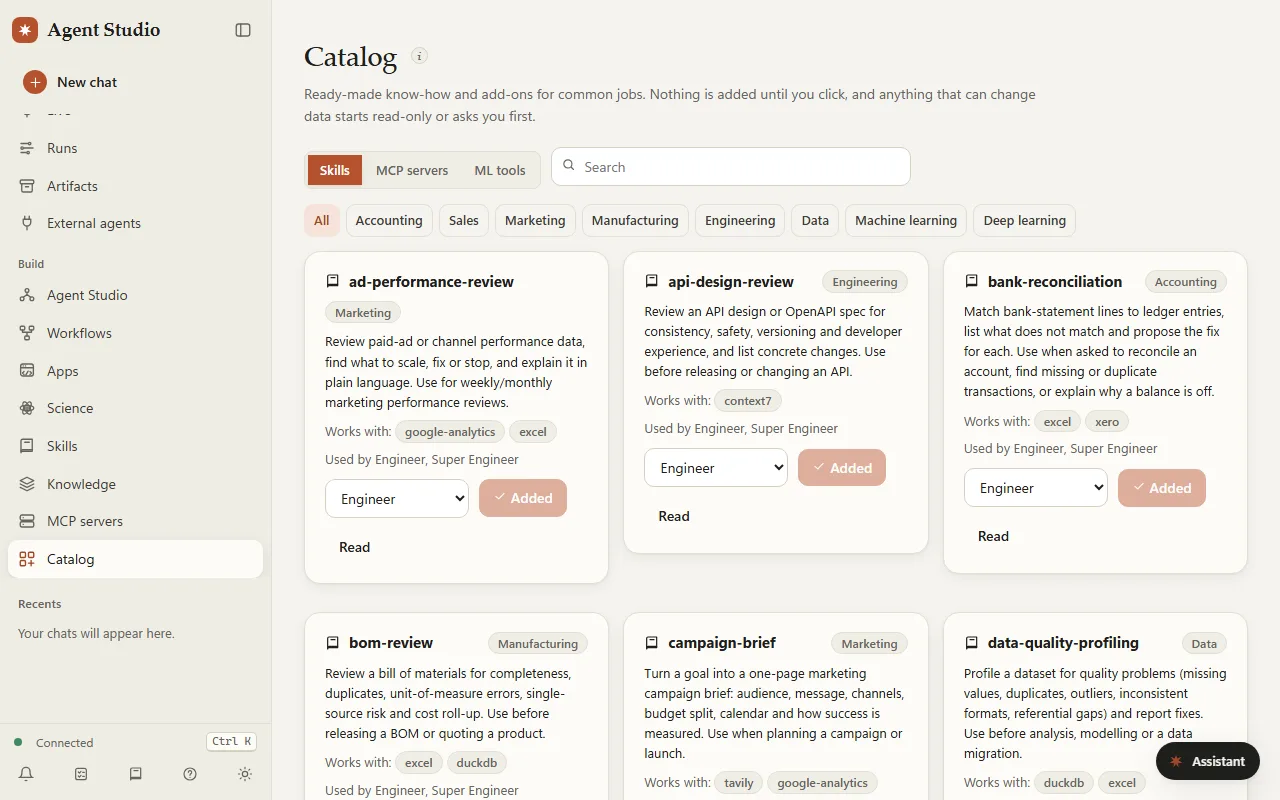 Agent Studio
New chat
Runs
Artifacts
External agents
Build
Agent Studio
Workflows
Apps
Science
Skills
Knowledge
MCP servers
Catalog
Recents
Your chats will appear here.
Connected
Ctrl K
Catalog
Ready-made know-how and add-ons for common jobs. Nothing is added until you click, and anything that can change
data starts read-only or asks you first.
Skills MCP servers ML tools
Search
All Accounting Sales Marketing Manufacturing Engineering Data Machine learning Deep learning
ad-performance-review
Marketing
Review paid-ad or channel performance data,
find what to scale, fix or stop, and explain it in
plain language. Use for weekly/monthly
marketing performance reviews.
Works with: google-analytics excel
Used by Engineer, Super Engineer
Engineer Added
Read
api-design-review Engineering
Review an API design or OpenAPI spec for
consistency, safety, versioning and developer
experience, and list concrete changes. Use
before releasing or changing an API.
Works with: context7
Used by Engineer, Super Engineer
Engineer Added
Read
bank-reconciliation Accounting
Match bank-statement lines to ledger entries,
list what does not match and propose the fix
for each. Use when asked to reconcile an
account, find missing or duplicate
transactions, or explain why a balance is off.
Works with: excel xero
Used by Engineer, Super Engineer
Engineer Added
Read
bom-review Manufacturing
Review a bill of materials for completeness,
duplicates, unit-of-measure errors, single-
source risk and cost roll-up. Use before
releasing a BOM or quoting a product.
Works with: excel duckdb
Used by Engineer, Super Engineer
campaign-brief Marketing
Turn a goal into a one-page marketing
campaign brief: audience, message, channels,
budget split, calendar and how success is
measured. Use when planning a campaign or
launch.
Works with: tavily google-analytics
data-quality-profiling Data
Profile a dataset for quality problems (missing
values, duplicates, outliers, inconsistent
formats, referential gaps) and report fixes.
Use before analysis, modelling or a data
migration.
Works with: duckdb excel
Assistant